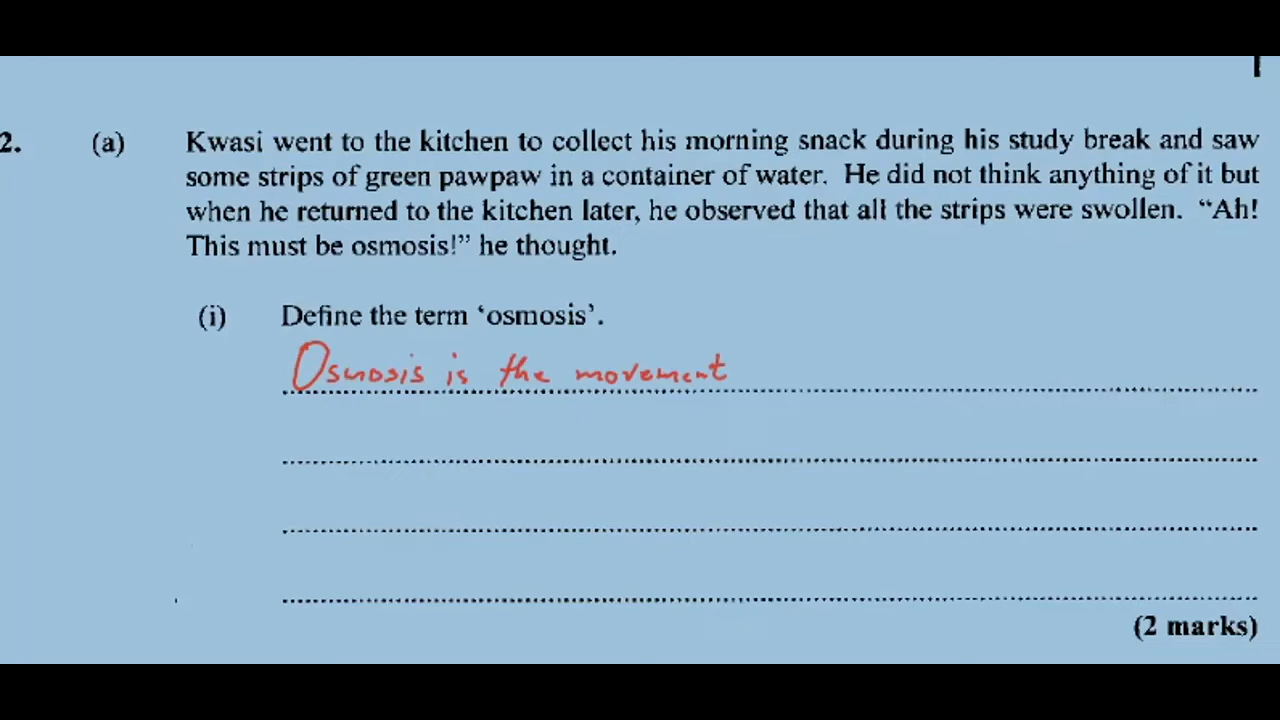 2. (a) Kwasi went to the kitchen to collect his morning snack during his study break and saw
some strips of green pawpaw in a container of water. He did not think anything of it but
when he returned to the kitchen later, he observed that all the strips were swollen. “Ah!
This must be osmosis!” he thought.
(i) Define the term ‘osmosis’.
Osmosis is the movement
(2 marks)